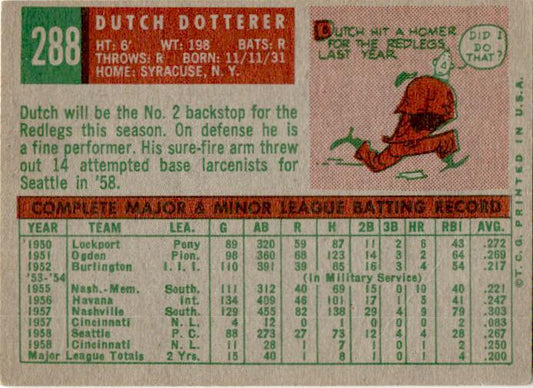 288
DUTCH DOTTERER
HT: 6' WT: 198 BATS: R
THROWS: R BORN: 11/11/31
HOME: SYRACUSE, N. Y.
Dutch will be the No. 2 backstop for the
Redlegs this season. On defense he is
a fine performer. His sure-fire arm threw
out 14 attempted base larcenists for
Seattle in '58.
DUTCH HIT A HOMER
FOR THE REDLEGS
LAST YEAR.
DID I
DO
THAT?
COMPLETE MAJOR & MINOR LEAGUE BATTING RECORD
YEAR TEAM LEA. G AB R H 2B 3B HR RBI AVG.
1950 Lockport Pony 89 320 59 87 11 2 6 43 .272
1951 Ogden Pion. 98 360 68 123 14 3 2 64 .269
1952 Burlington I. I. I. 110 391 39 85 16 3 4 54 .217
'53-'54 (In Military Service)
1955 Nash.-Mem. South. 111 312 40 69 15 0 10 40 .221
1956 Havana Int. 134 409 46 101 17 1 5 46 .247
1957 Nashville South. 129 455 82 138 20 2 9 79 .303
1957 Cincinnati N. L. 4 12 0 1 0 0 0 2 .083
1958 Seattle P. C. 88 273 27 73 12 4 4 28 .267
1958 Cincinnati N. L. 11 28 1 7 1 0 1 2 .250
Major League Totals 2 Yrs. 15 40 1 8 1 0 1 4 .200
© T. C. G. PRINTED IN U. S. A.